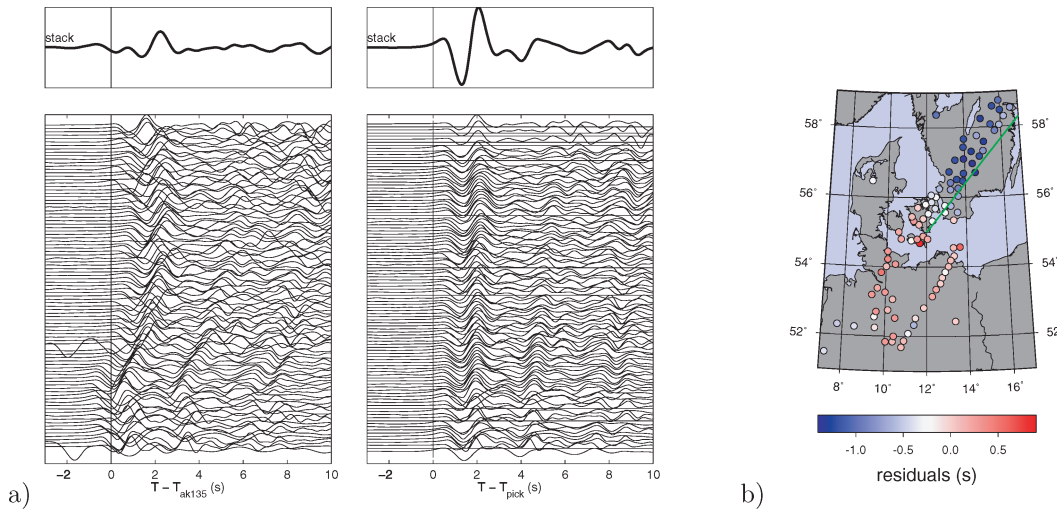 stack
stack
−2 0 2 4 6 8 10
T − Tak135 (s)
−2 0 2 4 6 8 10
T − Tpick (s)
a)
58°
58°
56°
56°
54°
54°
52°
52°
8° 10° 12° 14° 16°
-1.0 -0.5 0.0 0.5
residuals (s)
b)